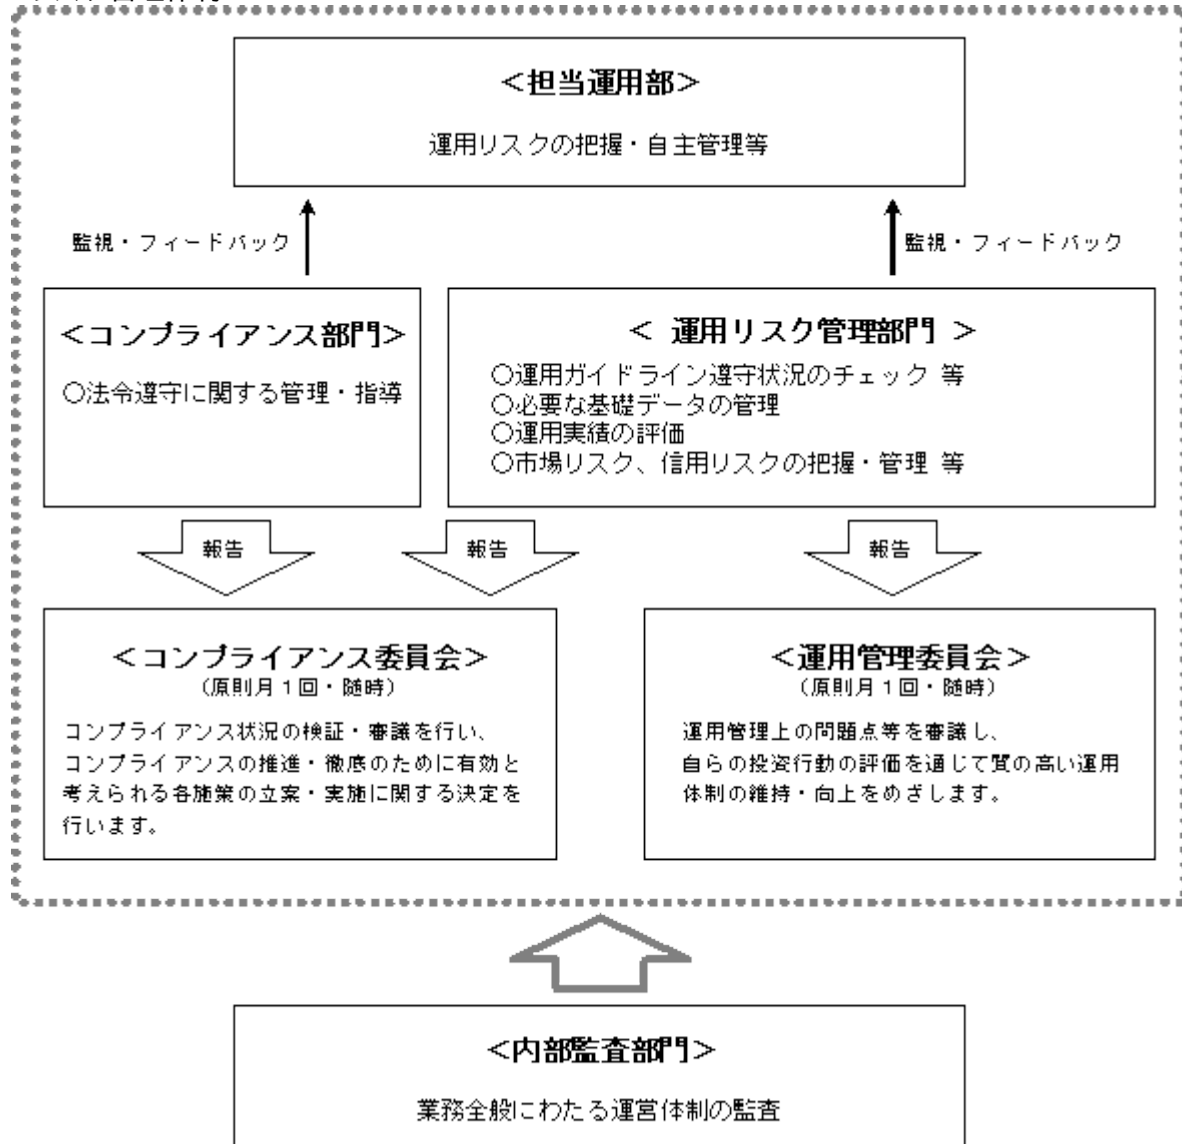 ＜担当運用部＞
運用リスクの把握・自主管理等
監視・フィードバック
監視・フィードバック
＜コンプライアンス部門＞
○法令遵守に関する管理・指導
＜ 運用リスク管理部門 ＞
○運用ガイドライン遵守状況のチェック 等
○必要な基礎データの管理
○運用実績の評価
○市場リスク、信用リスクの把握・管理 等
報告
報告
報告
＜コンプライアンス委員会＞
（原則月１回・随時）
コンプライアンス状況の検証・審議を行い、
コンプライアンスの推進・徹底のために有効と
考えられる各施策の立案・実施に関する決定を
行います。
＜運用管理委員会＞
（原則月１回・随時）
運用管理上の問題点等を審議し、
自らの投資行動の評価を通じて質の高い運用
体制の維持・向上をめざします。
＜内部監査部門＞
業務全般にわたる運営体制の監査